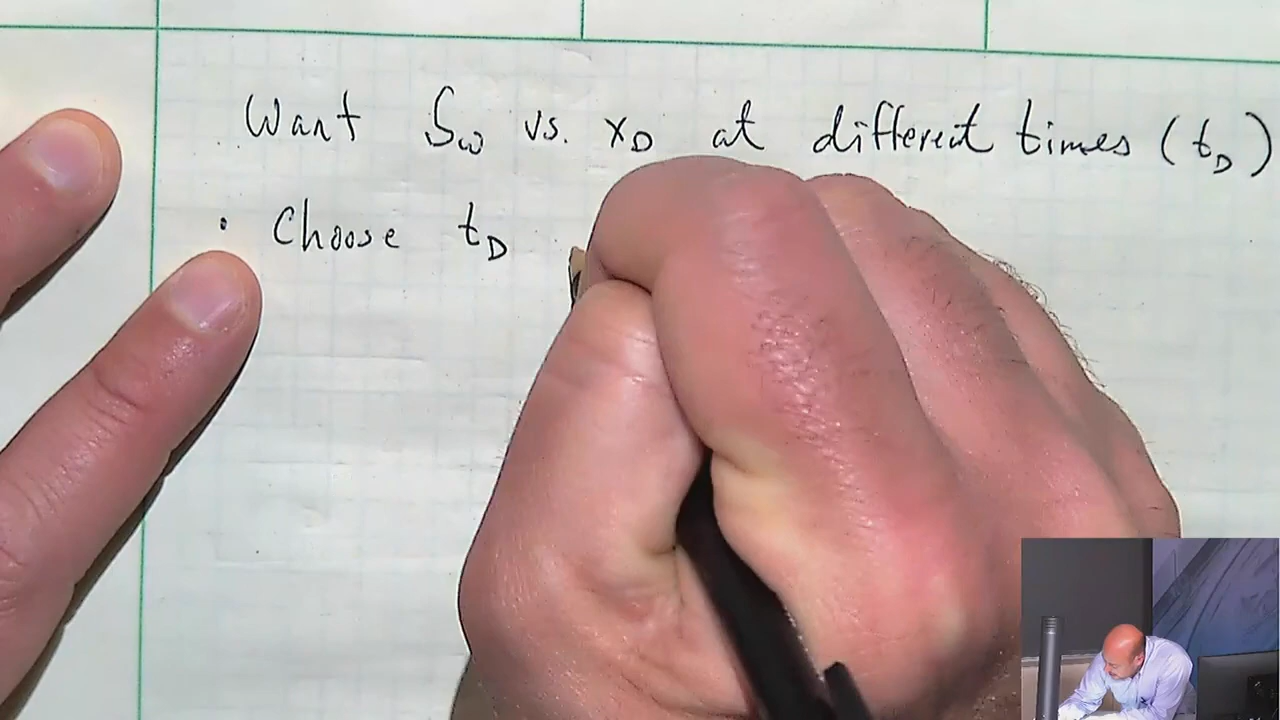 Want Sw vs. xD at different times (tD)
• Choose tD